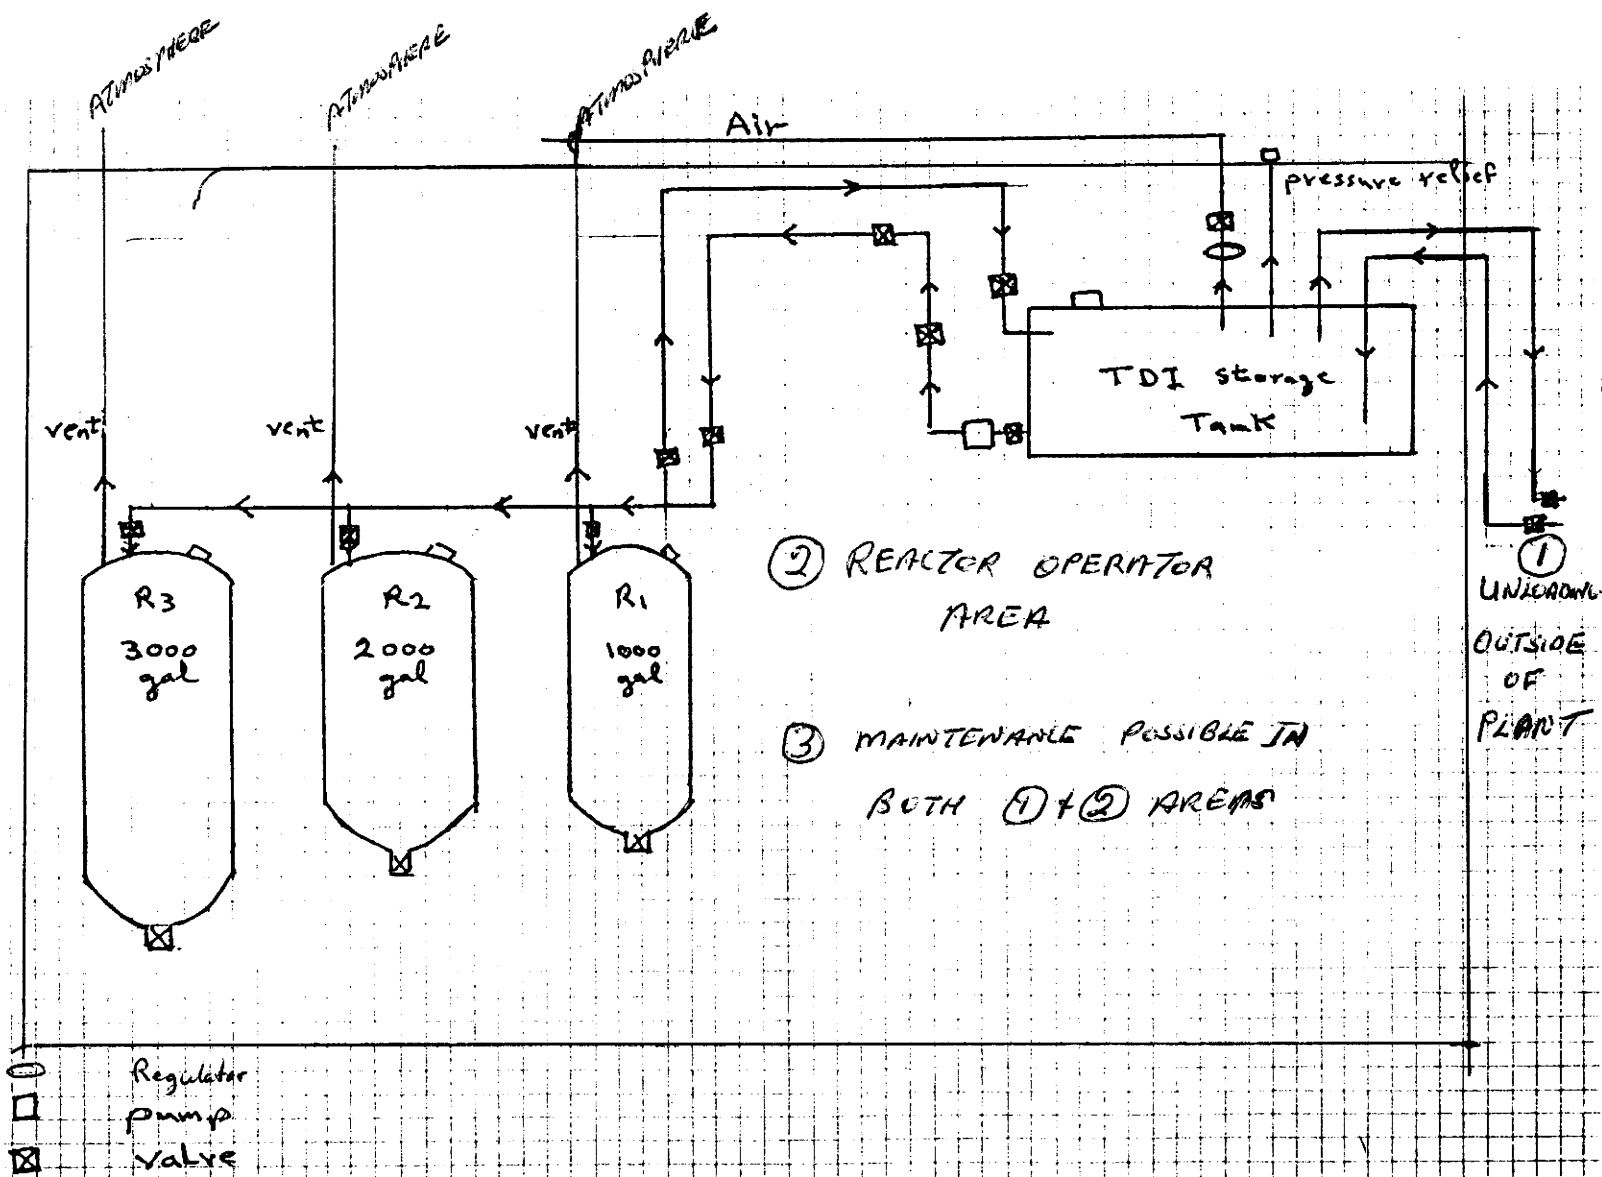 ATMOSPHERE
ATMOSPHERE
ATMOSPHERE
Air
pressure relief
TDI storage
Tank
vent
vent
vent
R3
3000
gal
R2
2000
gal
R1
1000
gal
② REACTOR OPERATOR
AREA
③ MAINTENANCE POSSIBLE IN
BOTH ① + ② AREAS
①
UNLOADING
OUTSIDE
OF
PLANT
Regulator
pump
valve